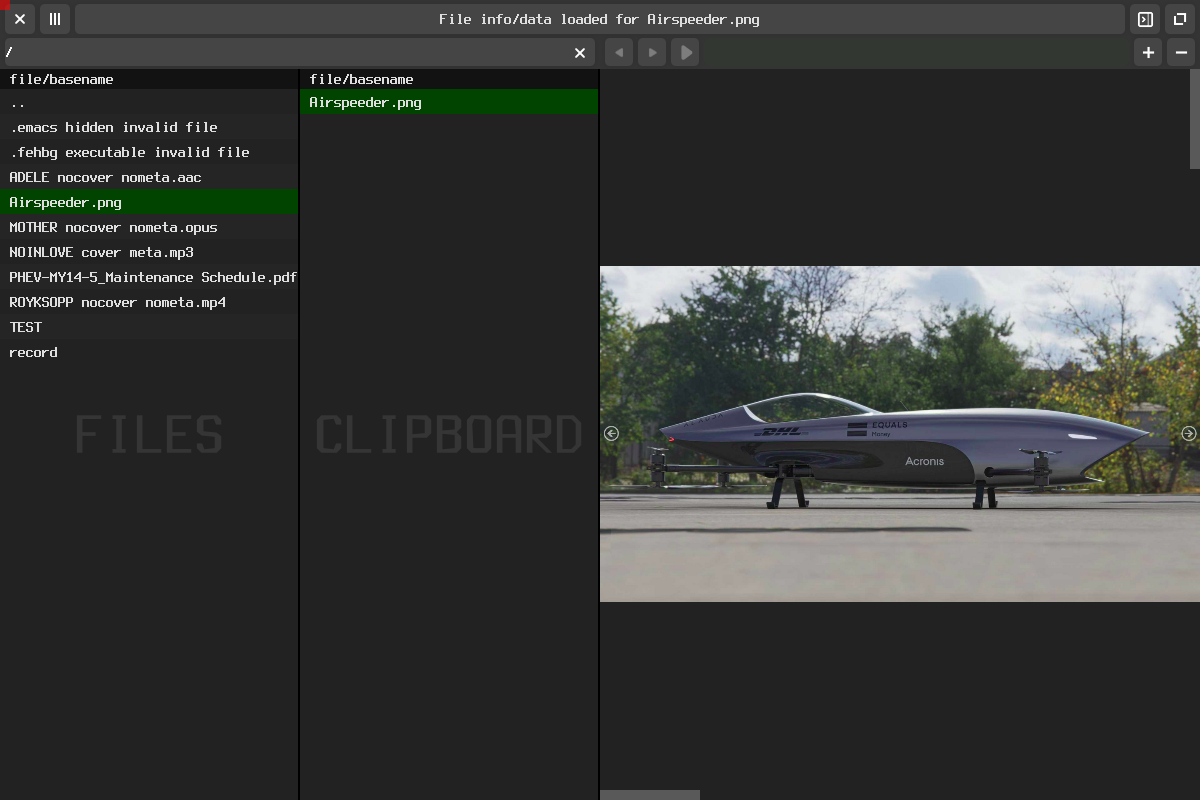 File info/data loaded for Airspeeder.png
/
file/basename
..
.emacs hidden invalid file
.fehbg executable invalid file
ADELE nocover nometa.aac
Airspeeder.png
MOTHER nocover nometa.opus
NOINLOVE cover meta.mp3
PHEV-MY14-5_Maintenance Schedule.pdf
ROYKSOPP nocover nometa.mp4
TEST
record
FILES
file/basename
Airspeeder.png
CLIPBOARD
DHL
EQUALS
Money
Acronis